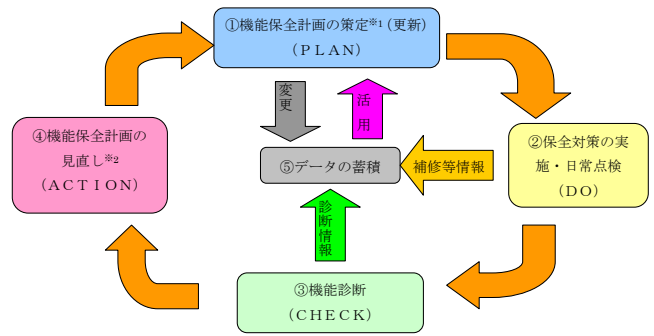 ①機能保全計画の策定※1(更新)
(PLAN)
変更
活用
④機能保全計画の
見直し※2
(ACTION)
⑤データの蓄積
補修等情報
②保全対策の実
施・日常点検
(DO)
診断情報
③機能診断
(CHECK)